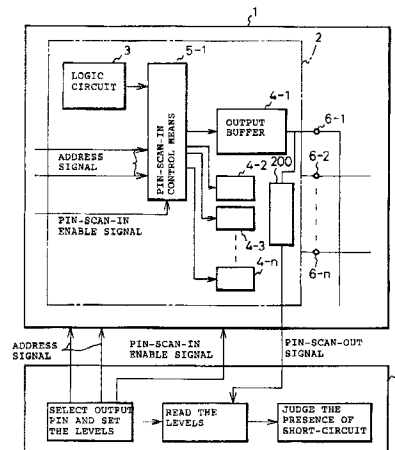 1
3
5-1
2
LOGIC
CIRCUIT
PIN-SCAN-IN
CONTROL MEANS
4-1
OUTPUT
BUFFER
6-1
200
6-2
4-2
ADDRESS
SIGNAL
4-3
PIN-SCAN-IN
ENABLE SIGNAL
4-n
6-n
ADDRESS
SIGNAL
PIN-SCAN-IN
ENABLE SIGNAL
PIN-SCAN-OUT
SIGNAL
SELECT OUTPUT
PIN AND SET
THE LEVELS
READ THE
LEVELS
JUDGE THE
PRESENCE OF
SHORT-CIRCUIT